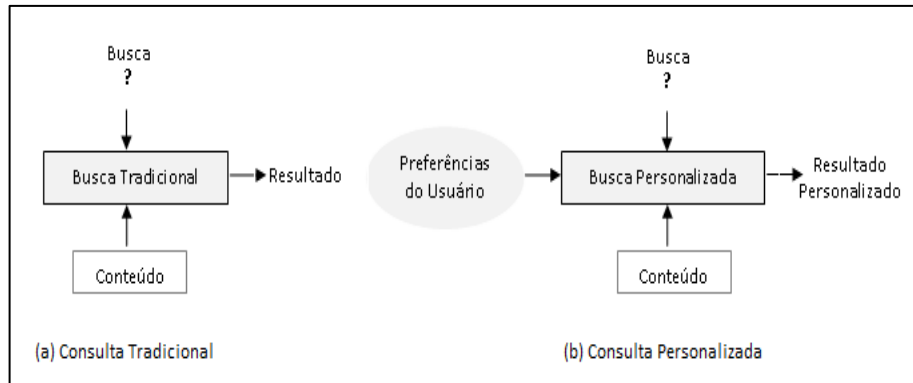 Busca
?
Busca Tradicional
Resultado
Conteúdo
(a) Consulta Tradicional
Busca
?
Preferências
do Usuário
Busca Personalizada
Resultado
Personalizado
Conteúdo
(b) Consulta Personalizada